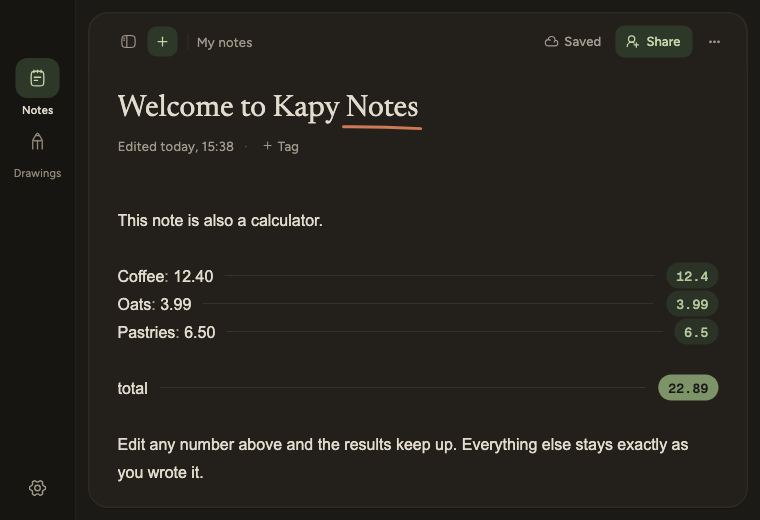 My notes
Saved
Share
Notes
Drawings
Welcome to Kapy Notes
Edited today, 15:38 · + Tag
This note is also a calculator.
Coffee: 12.40 12.4
Oats: 3.99 3.99
Pastries: 6.50 6.5
total 22.89
Edit any number above and the results keep up. Everything else stays exactly as
you wrote it.